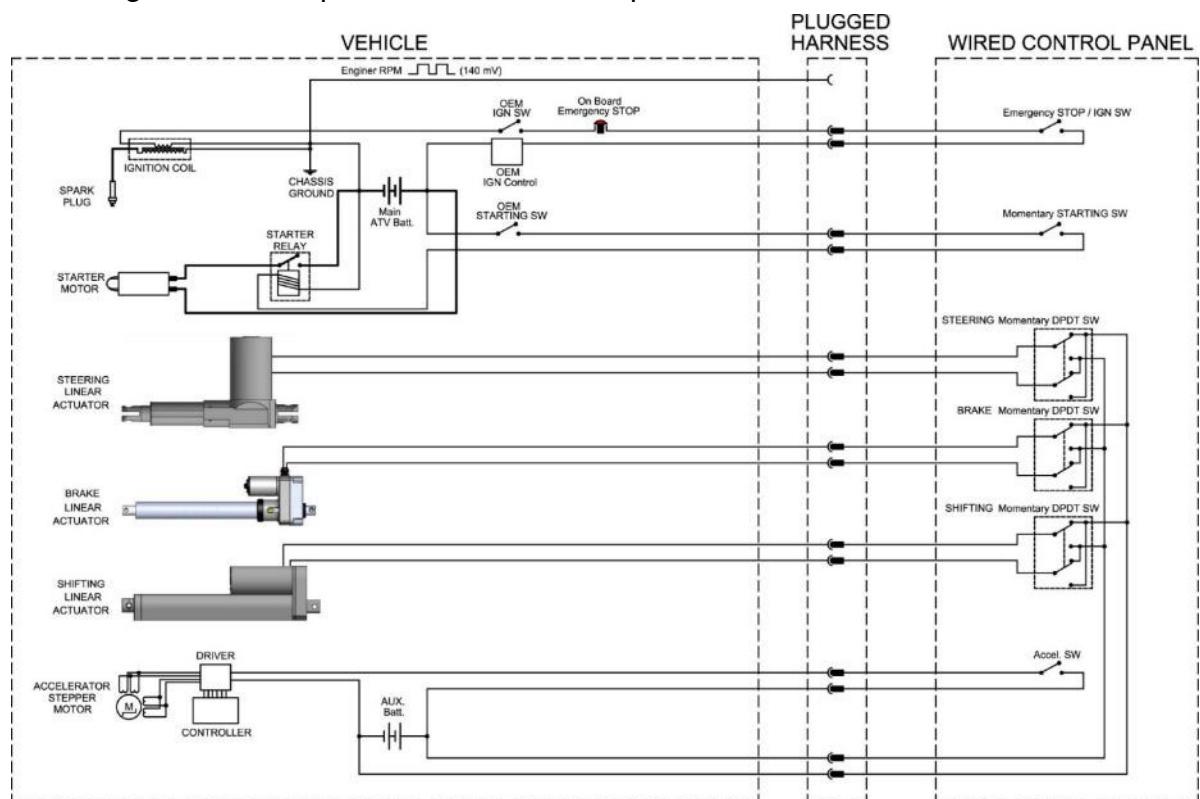 PLUGGED
HARNESS
VEHICLE
WIRED CONTROL PANEL
Enginer RPM (140 mV)
OEM
IGN SW
On Board
Emergency STOP
Emergency STOP / IGN SW
IGNITION COIL
OEM
IGN Control
CHASSIS
GROUND
SPARK
PLUG
Main
ATV Batt.
OEM
STARTING SW
Momentary STARTING SW
STARTER
RELAY
STARTER
MOTOR
STEERING Momentary DPDT SW
STEERING
LINEAR
ACTUATOR
BRAKE Momentary DPDT SW
BRAKE
LINEAR
ACTUATOR
SHIFTING Momentary DPDT SW
SHIFTING
LINEAR
ACTUATOR
DRIVER
Accel. SW
ACCELERATOR
STEPPER
MOTOR
M
CONTROLLER
AUX.
Batt.